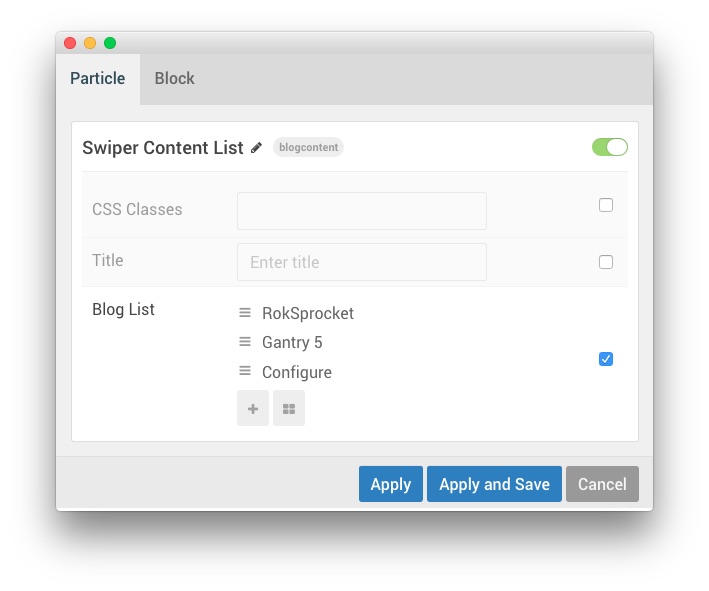 Particle Block
Swiper Content List blogcontent
CSS Classes
Title Enter title
Blog List RokSprocket
Gantry 5
Configure
Apply Apply and Save Cancel